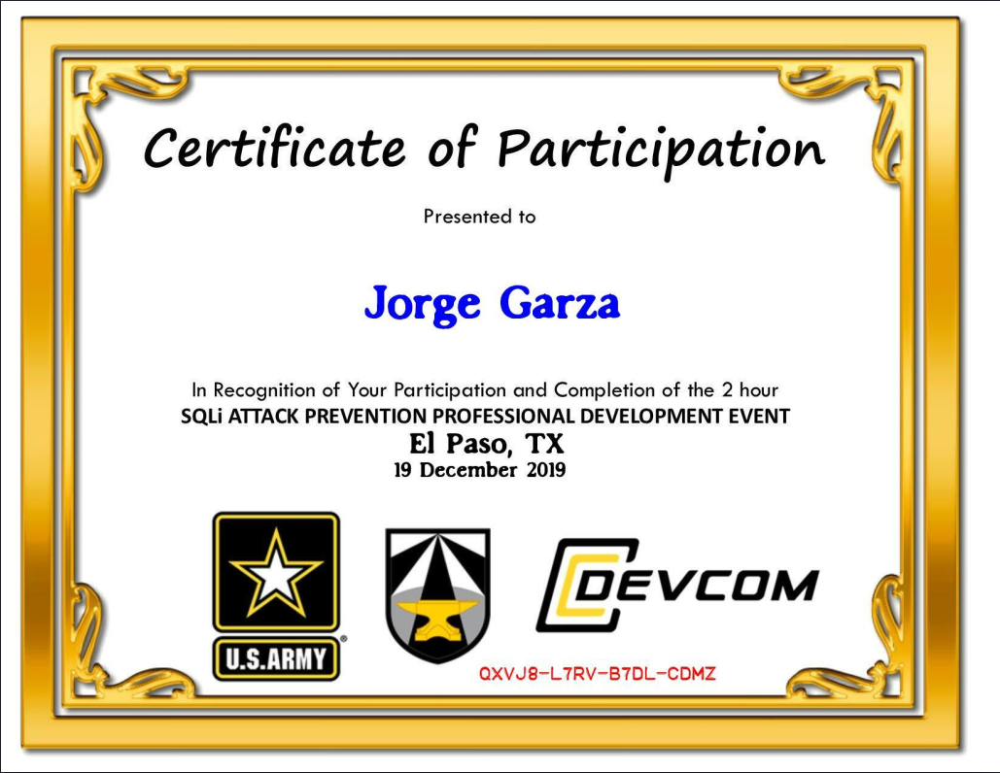 Certificate of Participation
Presented to
Jorge Garza
In Recognition of Your Participation and Completion of the 2 hour
SQLi ATTACK PREVENTION PROFESSIONAL DEVELOPMENT EVENT
El Paso, TX
19 December 2019
U.S.ARMY®
DEVCOM
QXVJ8-L7RV-B7DL-CDMZ